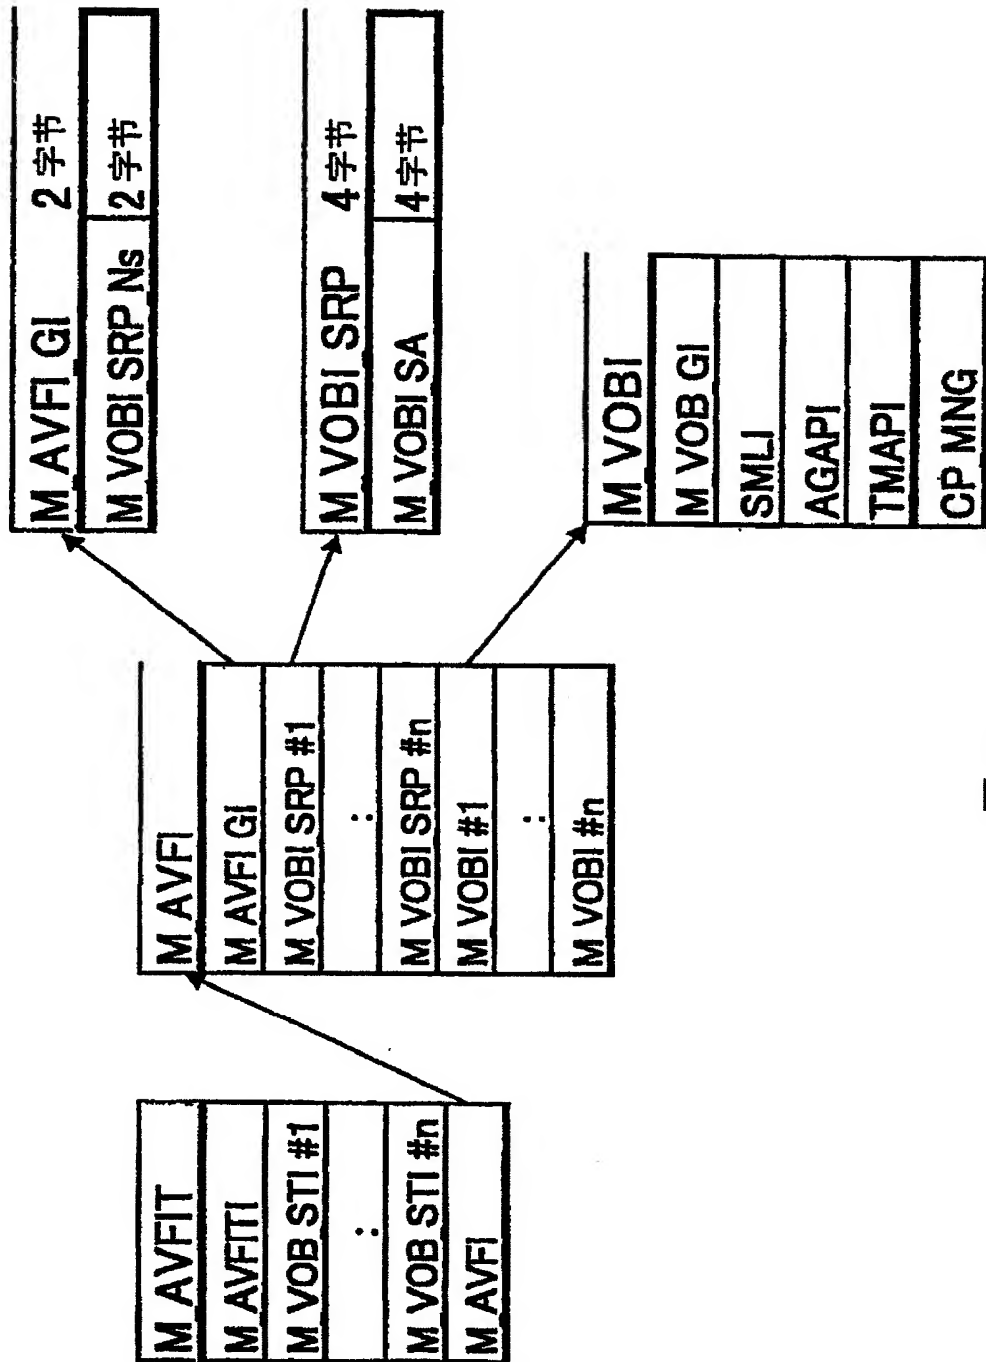 M_AVFIT
M_AVFITI
M_VOB_STI #1
:
M_VOB_STI #n
M_AVFI
M_AVFI
M_AVFI_GI
M_VOBI_SRP #1
:
M_VOBI_SRP #n
M_VOBI #1
:
M_VOBI #n
M_AVFI_GI 2字节
M_VOBI_SRP_Ns 2字节
M_VOBI_SRP 4字节
M_VOBI_SA 4字节
M_VOBI
M_VOB_GI
SMLI
AGAPI
TMAPI
CP_MNG